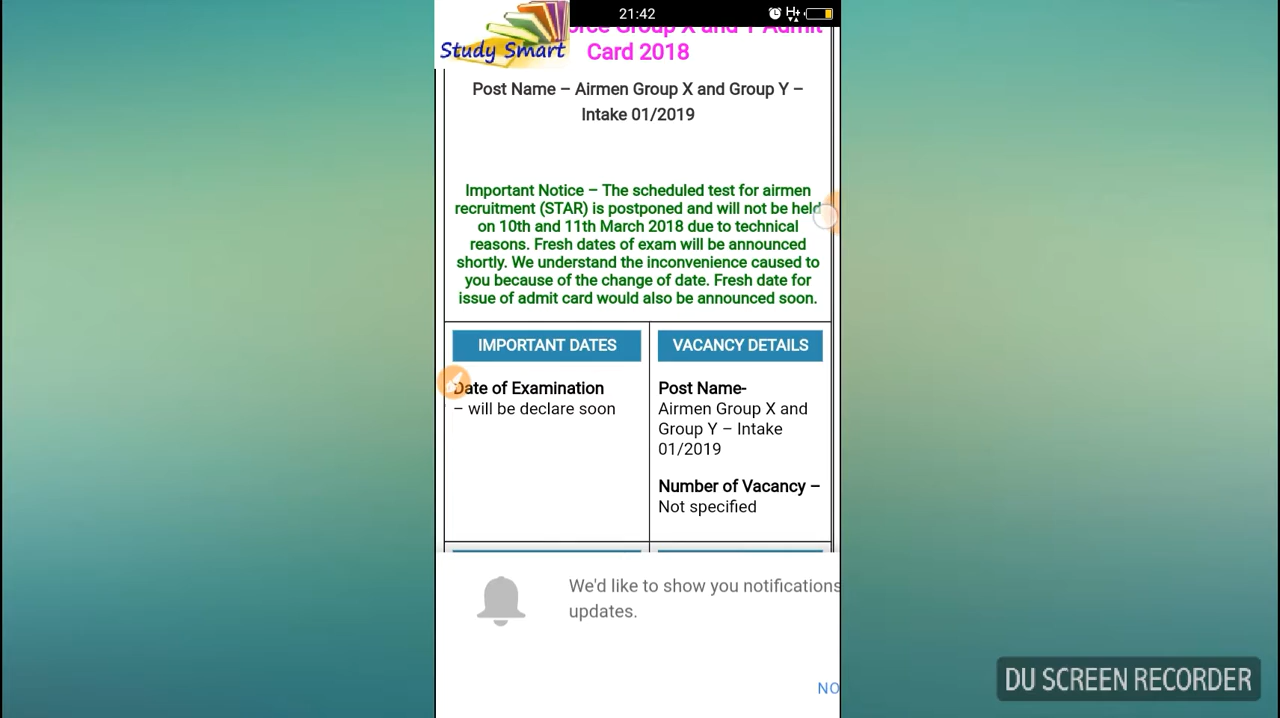 21:42
H+
Study Smart
orce Group X and Y Admit
Card 2018
Post Name – Airmen Group X and Group Y –
Intake 01/2019
Important Notice – The scheduled test for airmen
recruitment (STAR) is postponed and will not be held
on 10th and 11th March 2018 due to technical
reasons. Fresh dates of exam will be announced
shortly. We understand the inconvenience caused to
you because of the change of date. Fresh date for
issue of admit card would also be announced soon.
IMPORTANT DATES
Date of Examination
– will be declare soon
VACANCY DETAILS
Post Name-
Airmen Group X and
Group Y – Intake
01/2019
Number of Vacancy –
Not specified
We'd like to show you notifications
updates.
NO
DU SCREEN RECORDER